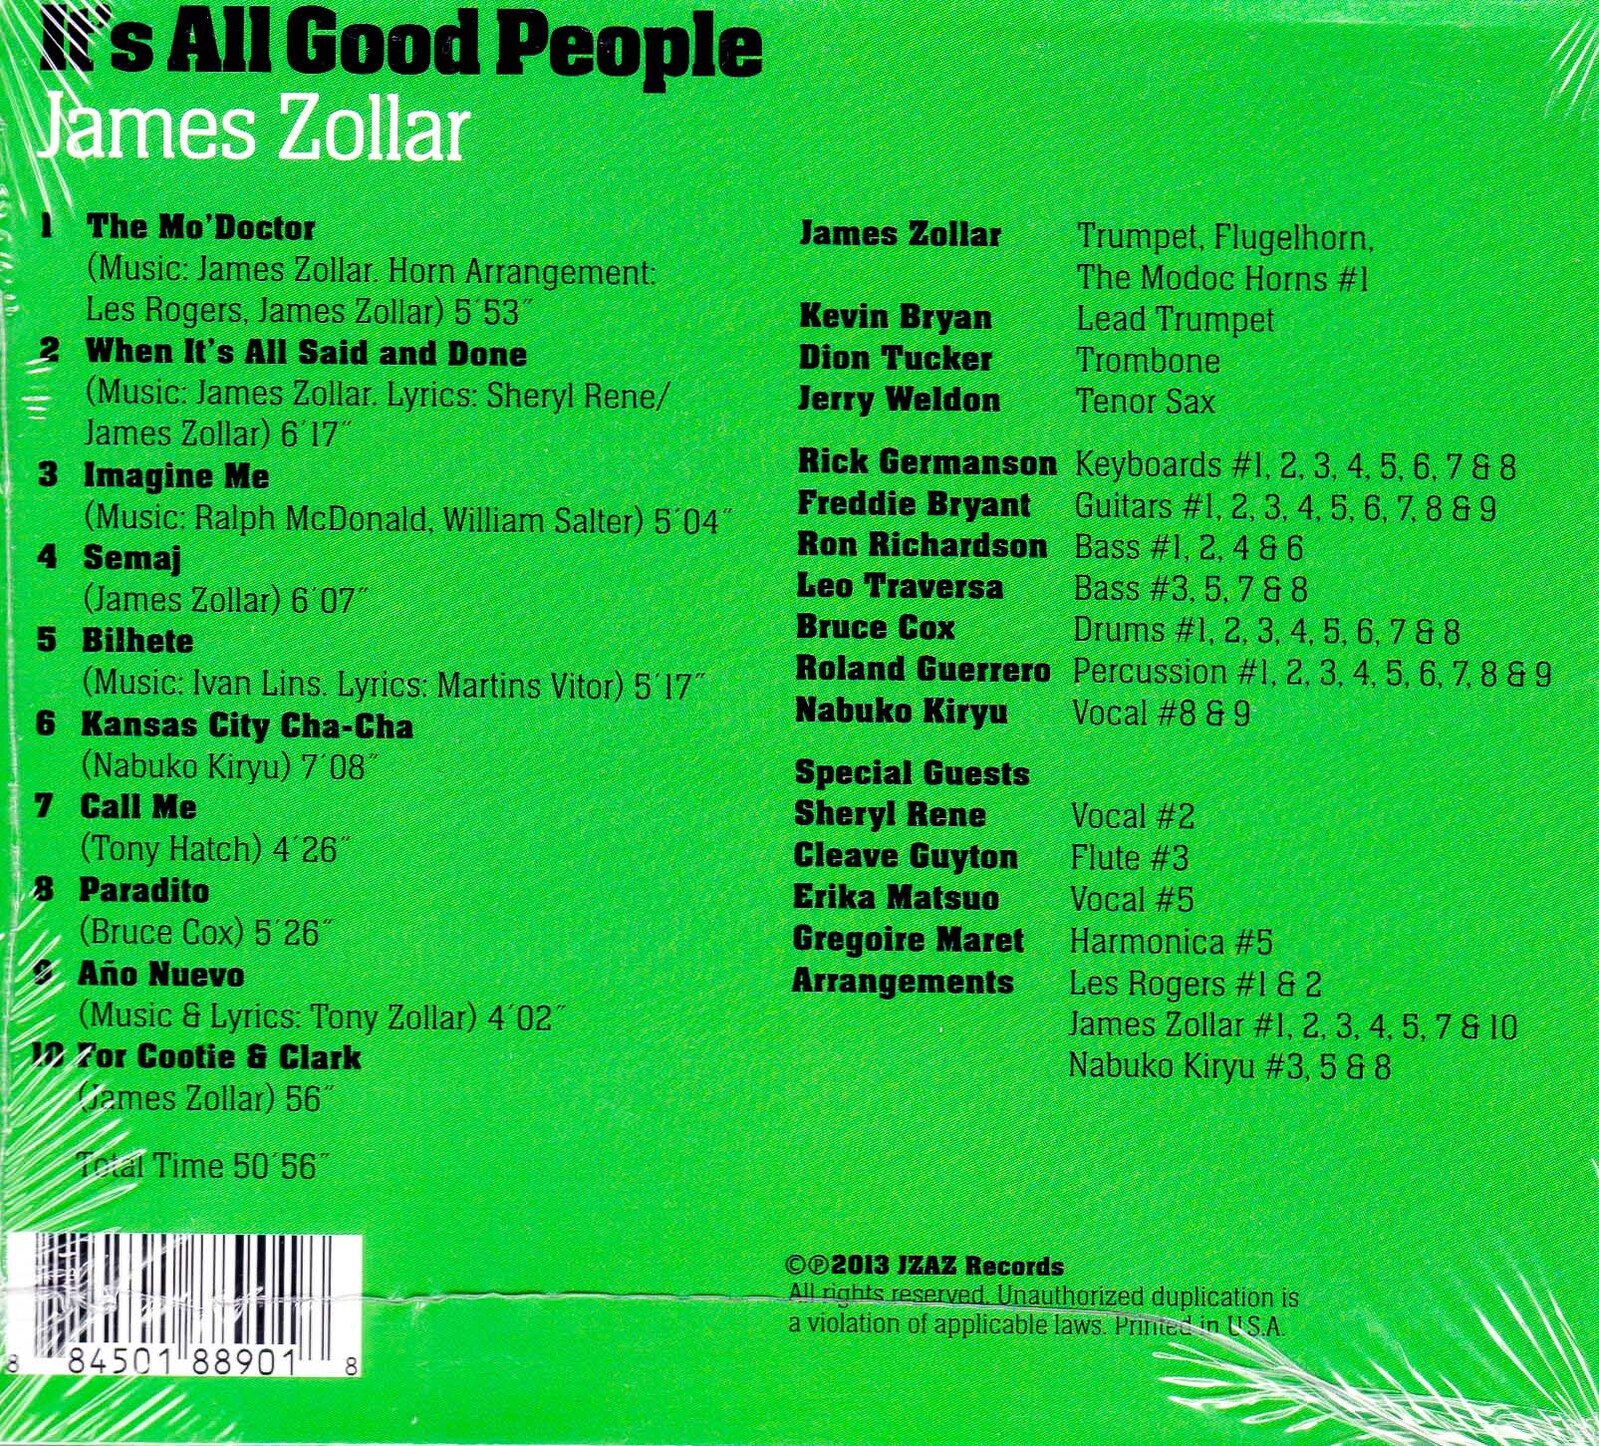 It's All Good People
James Zollar
1 The Mo'Doctor
(Music: James Zollar. Horn Arrangement:
Les Rogers, James Zollar) 5´53˝
2 When It's All Said and Done
(Music: James Zollar. Lyrics: Sheryl Rene/
James Zollar) 6´17˝
3 Imagine Me
(Music: Ralph McDonald, William Salter) 5´04˝
4 Semaj
(James Zollar) 6´07˝
5 Bilhete
(Music: Ivan Lins. Lyrics: Martins Vitor) 5´17˝
6 Kansas City Cha-Cha
(Nabuko Kiryu) 7´08˝
7 Call Me
(Tony Hatch) 4´26˝
8 Paradito
(Bruce Cox) 5´26˝
9 Año Nuevo
(Music & Lyrics: Tony Zollar) 4´02˝
10 For Cootie & Clark
(James Zollar) 56˝
Total Time 50´56˝
8 84501 88901 8
James Zollar Trumpet, Flugelhorn,
The Modoc Horns #1
Kevin Bryan Lead Trumpet
Dion Tucker Trombone
Jerry Weldon Tenor Sax
Rick Germanson Keyboards #1, 2, 3, 4, 5, 6, 7 & 8
Freddie Bryant Guitars #1, 2, 3, 4, 5, 6, 7, 8 & 9
Ron Richardson Bass #1, 2, 4 & 6
Leo Traversa Bass #3, 5, 7 & 8
Bruce Cox Drums #1, 2, 3, 4, 5, 6, 7 & 8
Roland Guerrero Percussion #1, 2, 3, 4, 5, 6, 7, 8 & 9
Nabuko Kiryu Vocal #8 & 9
Special Guests
Sheryl Rene Vocal #2
Cleave Guyton Flute #3
Erika Matsuo Vocal #5
Gregoire Maret Harmonica #5
Arrangements Les Rogers #1 & 2
James Zollar #1, 2, 3, 4, 5, 7 & 10
Nabuko Kiryu #3, 5 & 8
©℗2013 JZAZ Records
All rights reserved. Unauthorized duplication is
a violation of applicable laws. Printed in U.S.A.